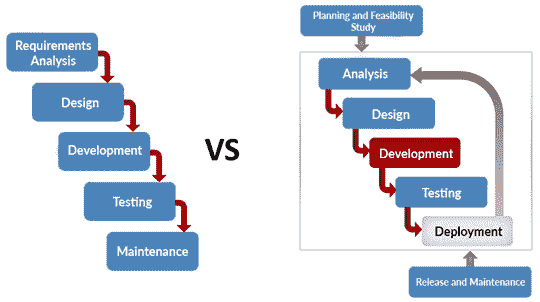 Requirements
Analysis
Design
Development
Testing
Maintenance
VS
Planning and Feasibility
Study
Analysis
Design
Development
Testing
Deployment
Release and Maintenance